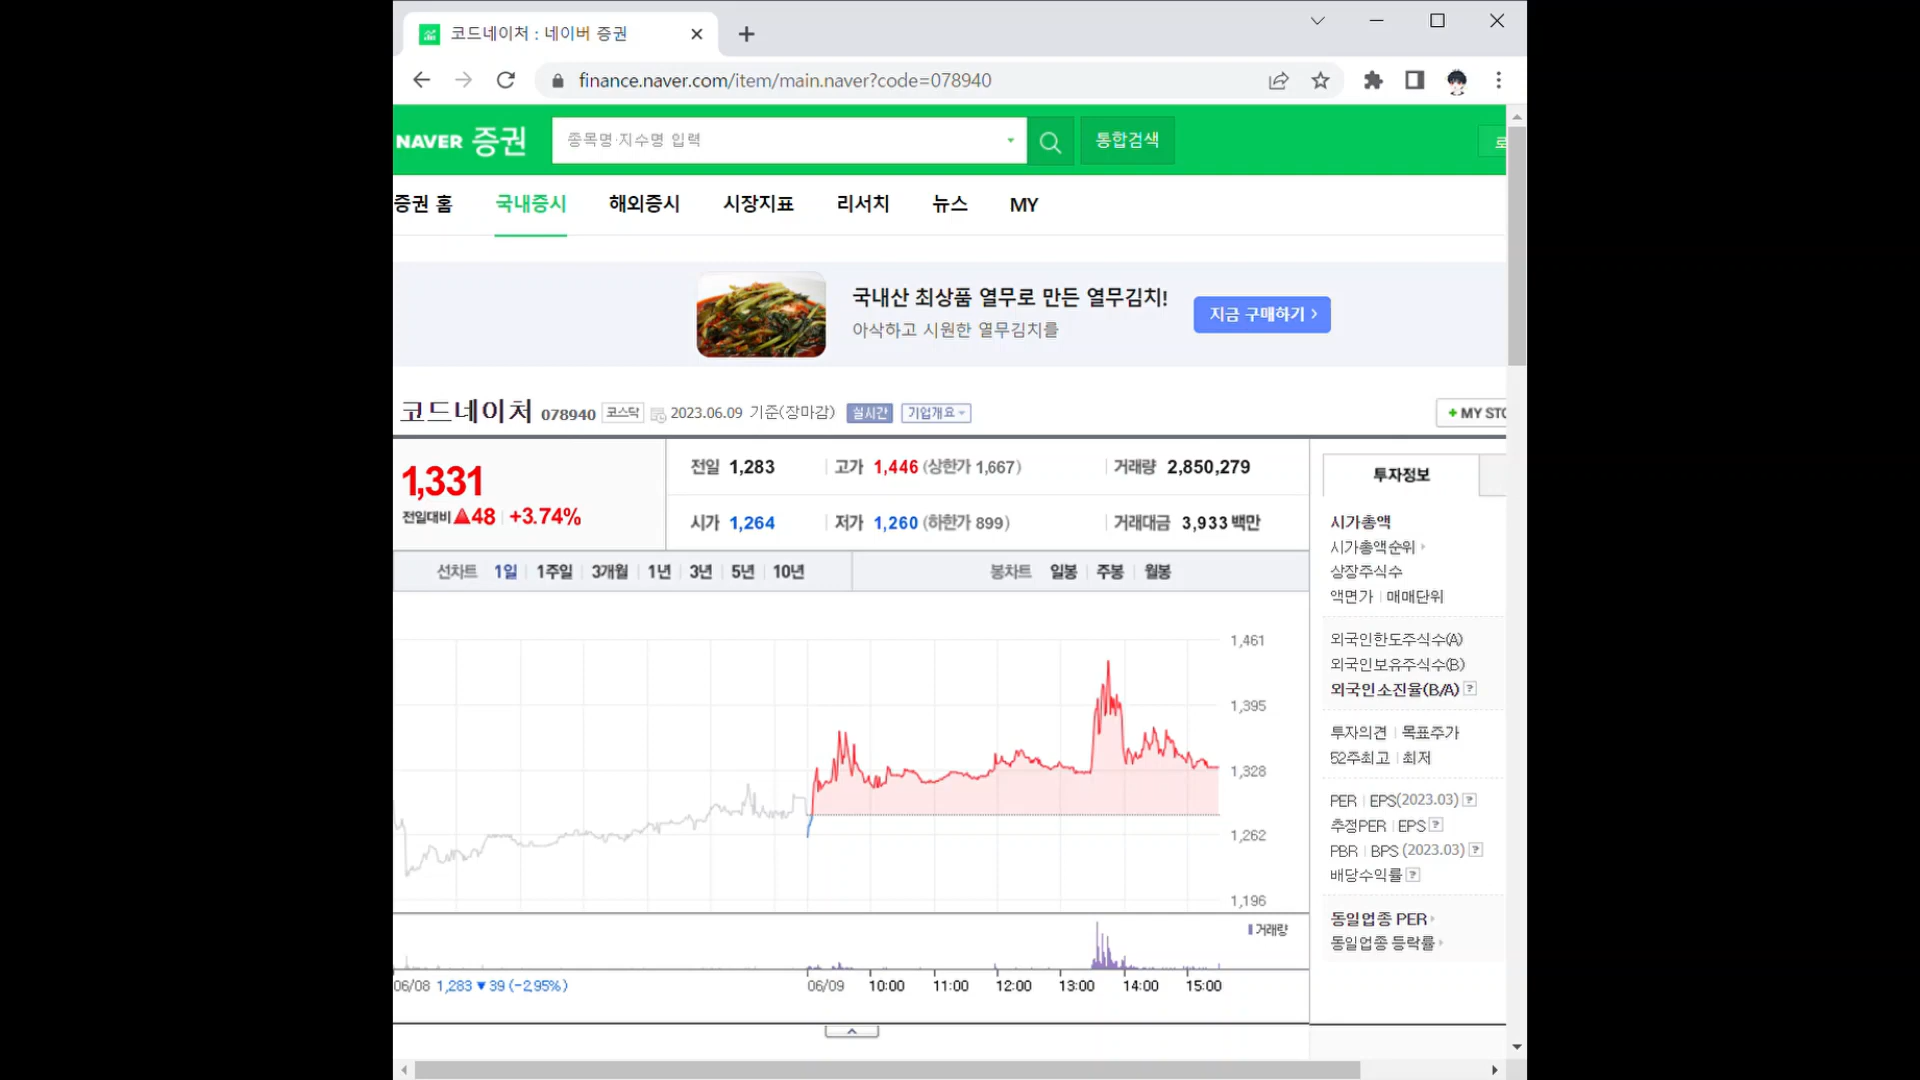 코드네이처 : 네이버 증권
finance.naver.com/item/main.naver?code=078940
NAVER 증권
종목명·지수명 입력
통합검색
로
증권 홈 국내증시 해외증시 시장지표 리서치 뉴스 MY
국내산 최상품 열무로 만든 열무김치!
아삭하고 시원한 열무김치를
지금 구매하기 >
코드네이처 078940 코스닥 2023.06.09 기준(장마감) 실시간 기업개요
+ MY STO
1,331
전일대비 ▲48 +3.74%
전일 1,283 고가 1,446 (상한가 1,667) 거래량 2,850,279
시가 1,264 저가 1,260 (하한가 899) 거래대금 3,933 백만
선차트 1일 1주일 3개월 1년 3년 5년 10년 봉차트 일봉 주봉 월봉
1,461
1,395
1,328
1,262
1,196
거래량
06/08 1,283 ▼ 39 (-2,95%)
06/09 10:00 11:00 12:00 13:00 14:00 15:00
투자정보
시가총액
시가총액순위
상장주식수
액면가 | 매매단위
외국인한도주식수(A)
외국인보유주식수(B)
외국인소진율(B/A) ?
투자의견 | 목표주가
52주최고 | 최저
PER | EPS(2023.03) ?
추정PER | EPS ?
PBR | BPS (2023.03) ?
배당수익률 ?
동일업종 PER
동일업종 등락률